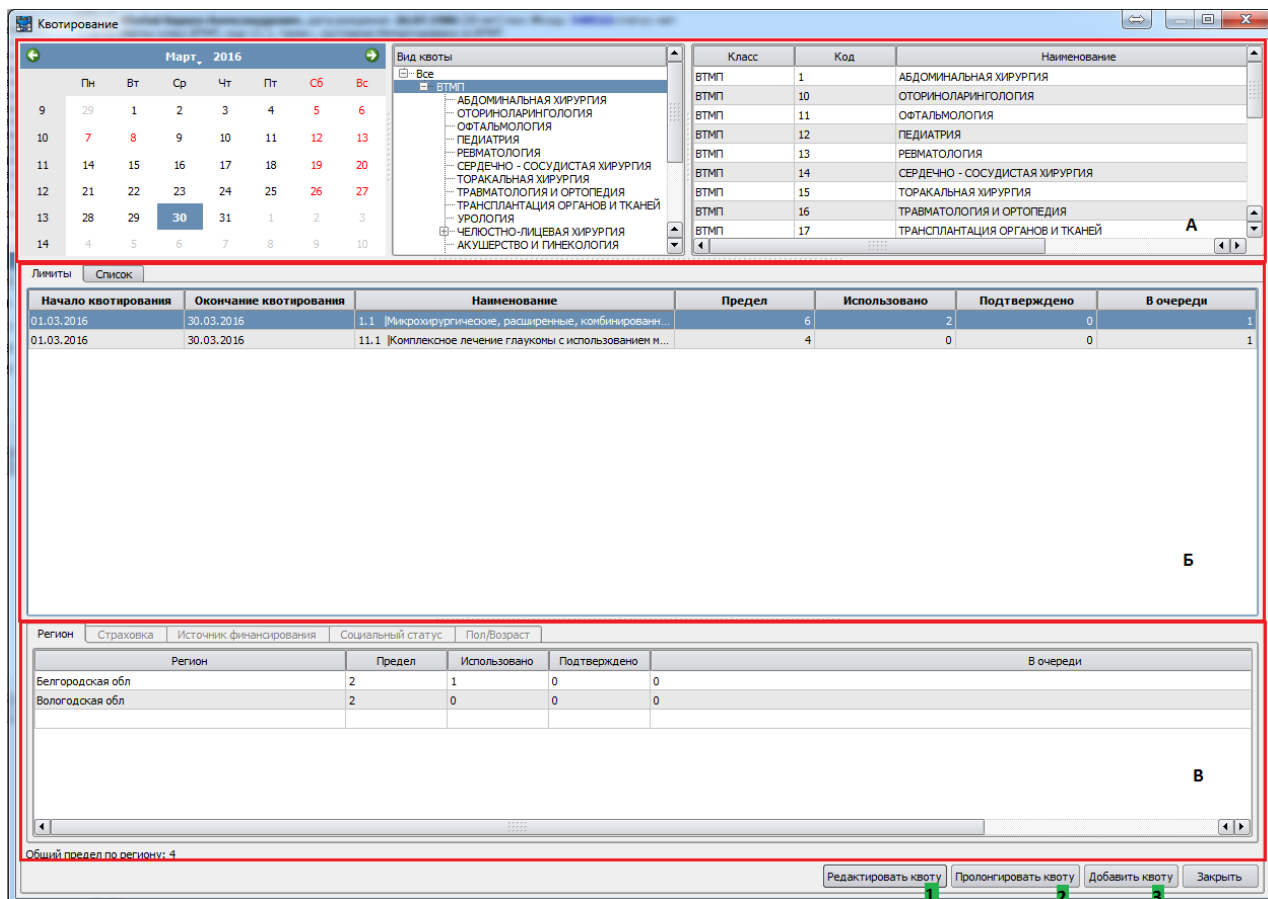 Квотирование
Март 2016
Пн Вт Ср Чт Пт Сб Вс
9 29 1 2 3 4 5 6
10 7 8 9 10 11 12 13
11 14 15 16 17 18 19 20
12 21 22 23 24 25 26 27
13 28 29 30 31 1 2 3
14 4 5 6 7 8 9 10
Вид квоты
Все
ВТМП
АБДОМИНАЛЬНАЯ ХИРУРГИЯ
ОТОРИНОЛАРИНГОЛОГИЯ
ОФТАЛЬМОЛОГИЯ
ПЕДИАТРИЯ
РЕВМАТОЛОГИЯ
СЕРДЕЧНО - СОСУДИСТАЯ ХИРУРГИЯ
ТОРАКАЛЬНАЯ ХИРУРГИЯ
ТРАВМАТОЛОГИЯ И ОРТОПЕДИЯ
ТРАНСПЛАНТАЦИЯ ОРГАНОВ И ТКАНЕЙ
УРОЛОГИЯ
ЧЕЛЮСТНО-ЛИЦЕВАЯ ХИРУРГИЯ
АКУШЕРСТВО И ГИНЕКОЛОГИЯ
Класс Код Наименование
ВТМП 1 АБДОМИНАЛЬНАЯ ХИРУРГИЯ
ВТМП 10 ОТОРИНОЛАРИНГОЛОГИЯ
ВТМП 11 ОФТАЛЬМОЛОГИЯ
ВТМП 12 ПЕДИАТРИЯ
ВТМП 13 РЕВМАТОЛОГИЯ
ВТМП 14 СЕРДЕЧНО - СОСУДИСТАЯ ХИРУРГИЯ
ВТМП 15 ТОРАКАЛЬНАЯ ХИРУРГИЯ
ВТМП 16 ТРАВМАТОЛОГИЯ И ОРТОПЕДИЯ
ВТМП 17 ТРАНСПЛАНТАЦИЯ ОРГАНОВ И ТКАНЕЙ
А
Лимиты Список
Начало квотирования Окончание квотирования Наименование Предел Использовано Подтверждено В очереди
01.03.2016 30.03.2016 1.1 |Микрохирургические, расширенные, комбинированн... 6 2 0 1
01.03.2016 30.03.2016 11.1 |Комплексное лечение глаукомы с использованием м... 4 0 0 1
Б
Регион Страховка Источник финансирования Социальный статус Пол/Возраст
Регион Предел Использовано Подтверждено В очереди
Белгородская обл 2 1 0 0
Вологодская обл 2 0 0 0
В
Общий предел по региону: 4
Редактировать квоту Пролонгировать квоту Добавить квоту Закрыть
1 2 3